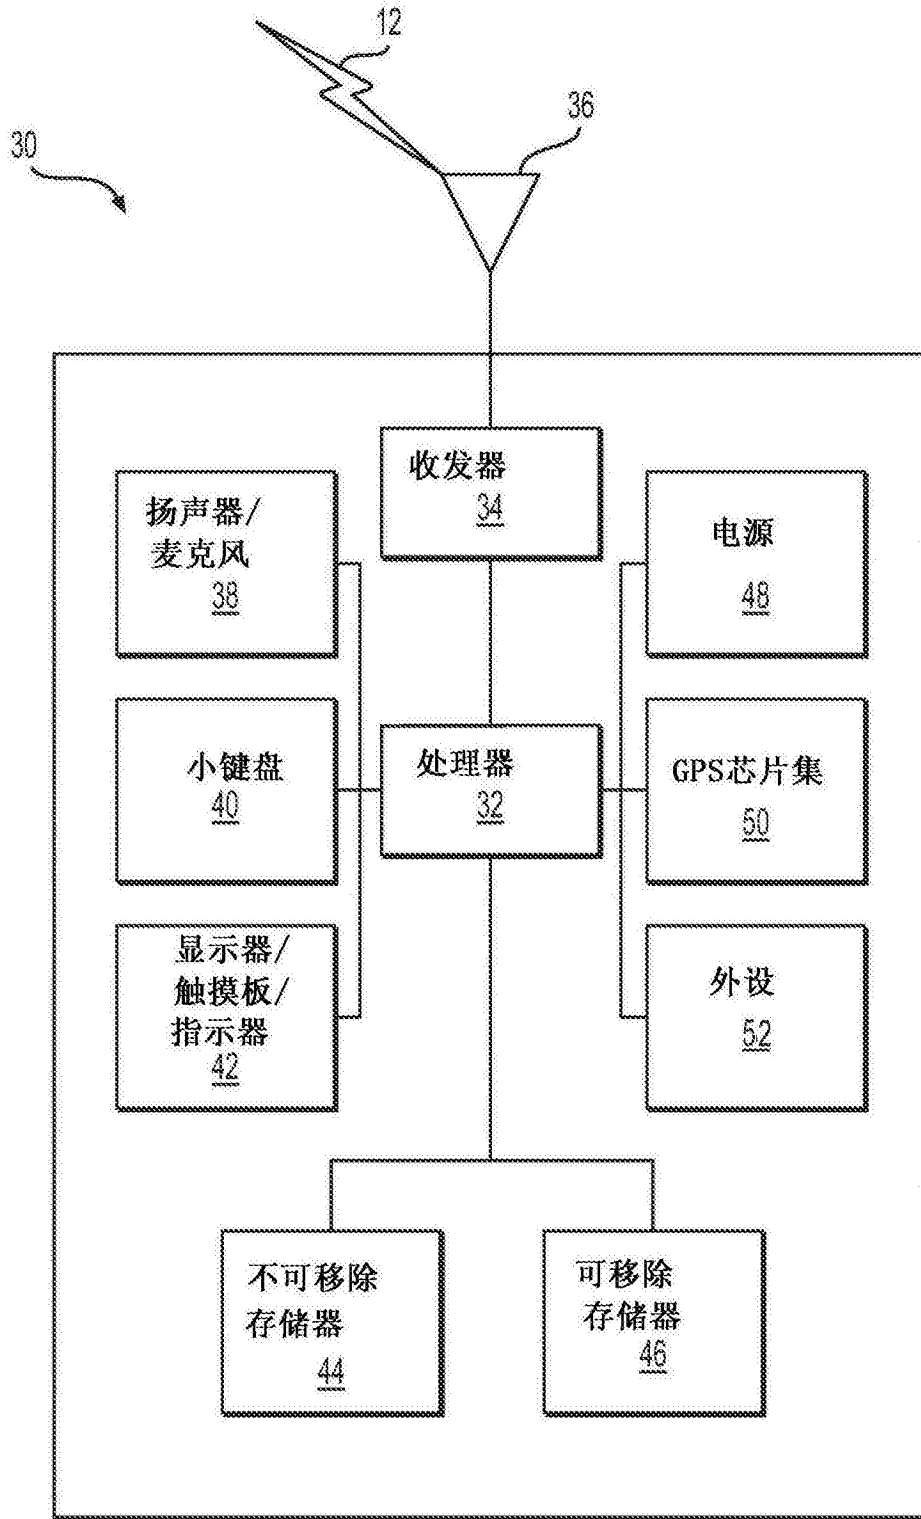 12
36
30
收发器
34
扬声器/
麦克风
38
电源
48
小键盘
40
处理器
32
GPS芯片集
50
显示器/
触摸板/
指示器
42
外设
52
不可移除
存储器
44
可移除
存储器
46